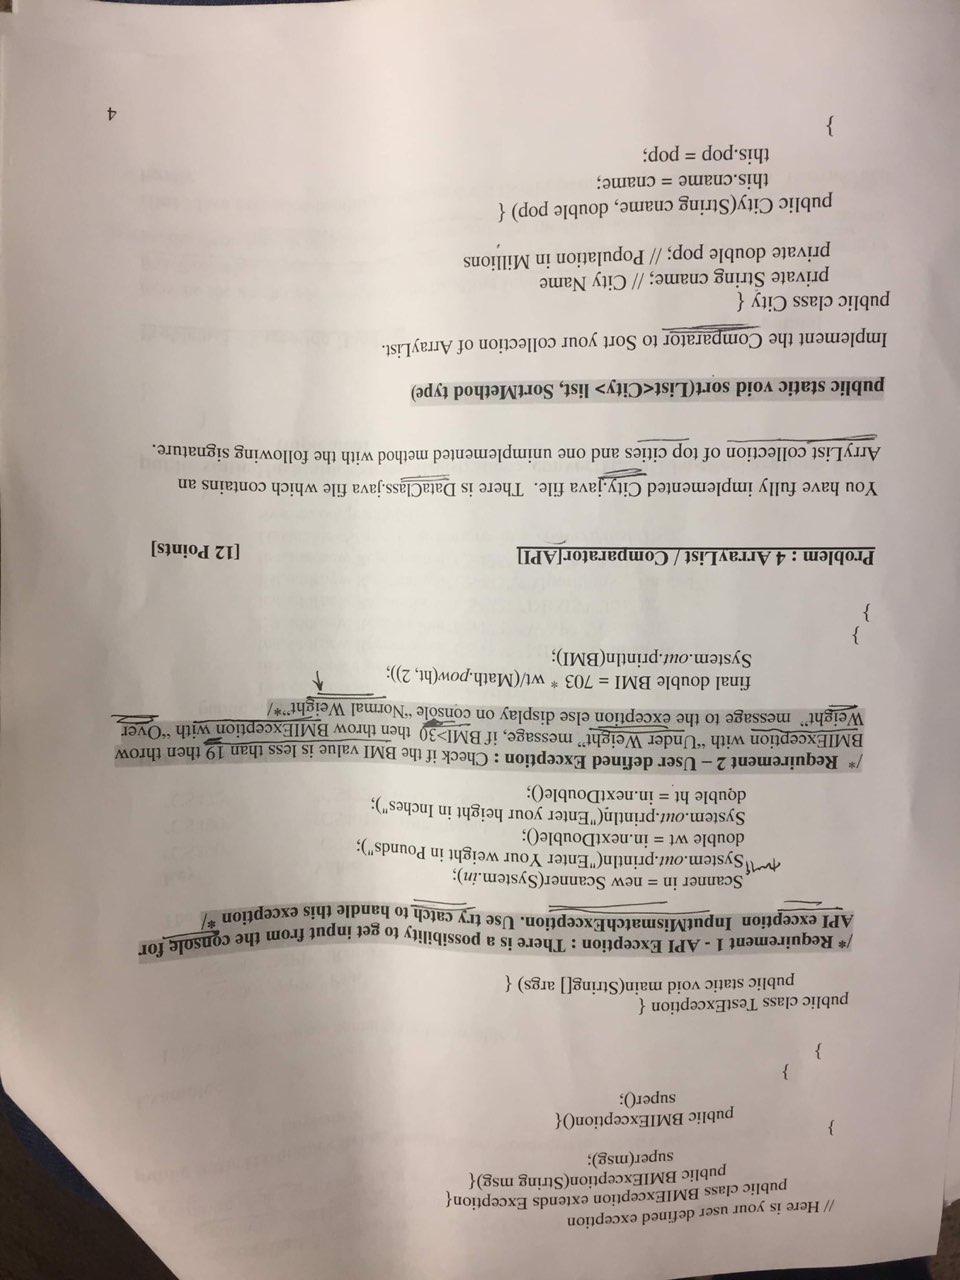 // Here is your user defined exception
public class BMIException extends Exception{
public BMIException(String msg){
super(msg);
}
public BMIException(){
super();
}
}
public class TestException {
public static void main(String[] args) {
/* Requirement 1 - API Exception : There is a possibility to get input from the console for
API exception InputMismatchException. Use try catch to handle this exception */
Scanner in = new Scanner(System.in);
System.out.println("Enter Your weight in Pounds");
double wt = in.nextDouble();
System.out.println("Enter your height in Inches");
double ht = in.nextDouble();
/* Requirement 2 – User defined Exception : Check if the BMI value is less than 19 then throw
BMIException with “Under Weight” message, if BMI>30 then throw BMIException with “Over
Weight” message to the exception else display on console “Normal Weight”*/
final double BMI = 703 * wt/(Math.pow(ht, 2));
System.out.println(BMI);
}
}
Problem : 4 ArrayList / Comparator[API] [12 Points]
You have fully implemented City.java file. There is DataClass.java file which contains an
ArryList collection of top cities and one unimplemented method with the following signature.
public static void sort(List<City> list, SortMethod type)
Implement the Comparator to Sort your collection of ArrayList.
public class City {
private String cname; // City Name
private double pop; // Population in Millions
public City(String cname, double pop) {
this.cname = cname;
this.pop = pop;
}
4